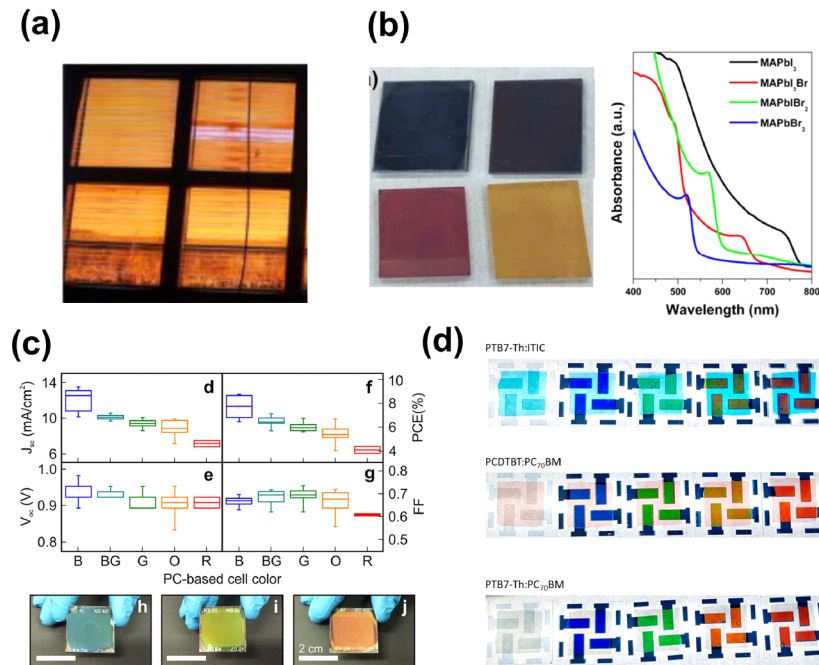 (a)
(b)
)
MAPbI3
MAPbI2Br
MAPbIBr2
MAPbBr3
Absorbance (a.u.)
400 500 600 700 800
Wavelength (nm)
(c)
d
f
14
10
6
Jsc (mA/cm²)
10
8
6
4
PCE(%)
e
g
1.0
0.9
Voc (V)
0.8
0.7
0.6
0.5
FF
B BG G O R B BG G O R
PC-based cell color
h
i
j
2 cm
(d)
PTB7-Th:ITIC
PCDTBT:PC70BM
PTB7-Th:PC70BM